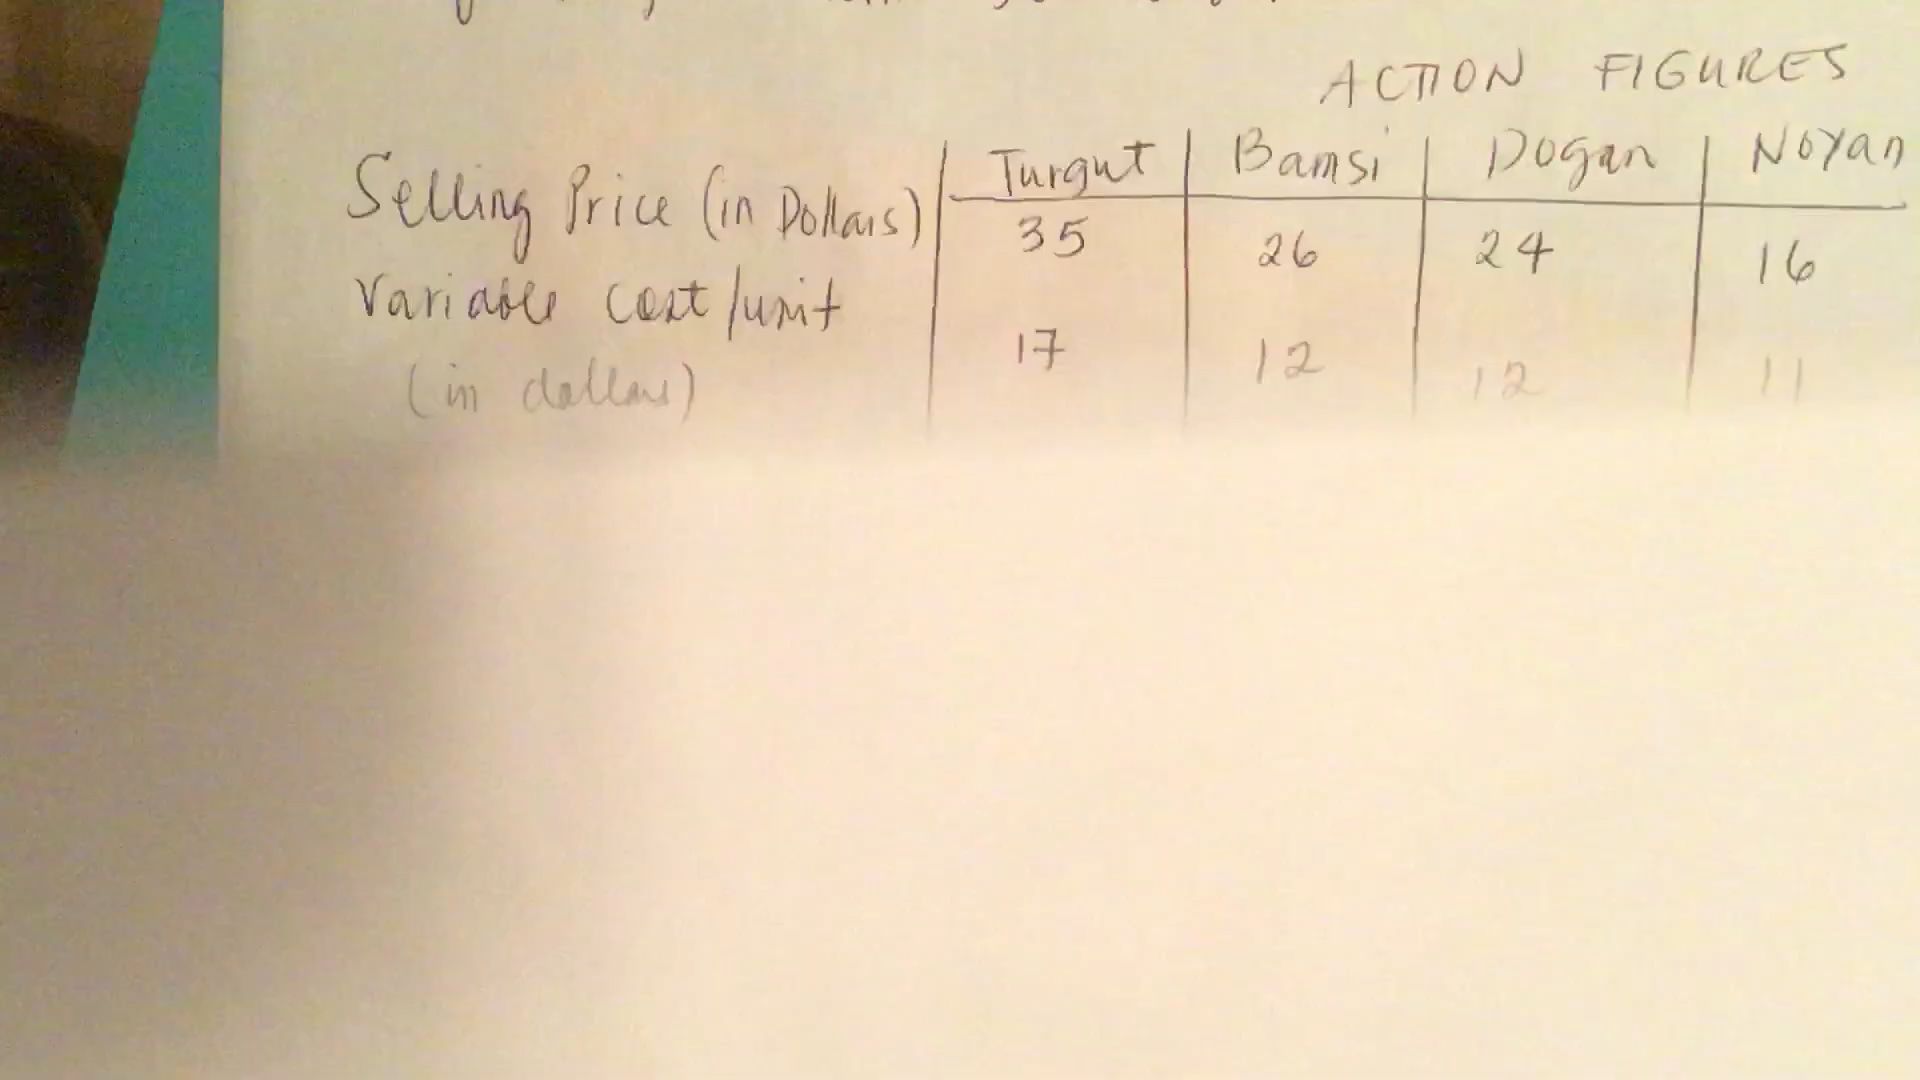 ACTION FIGURES
Turgut Bamsi Dogan Noyan
Selling Price (in Dollars) 35 26 24 16
Variable cost/unit 17 12 12 11
(in dollars)